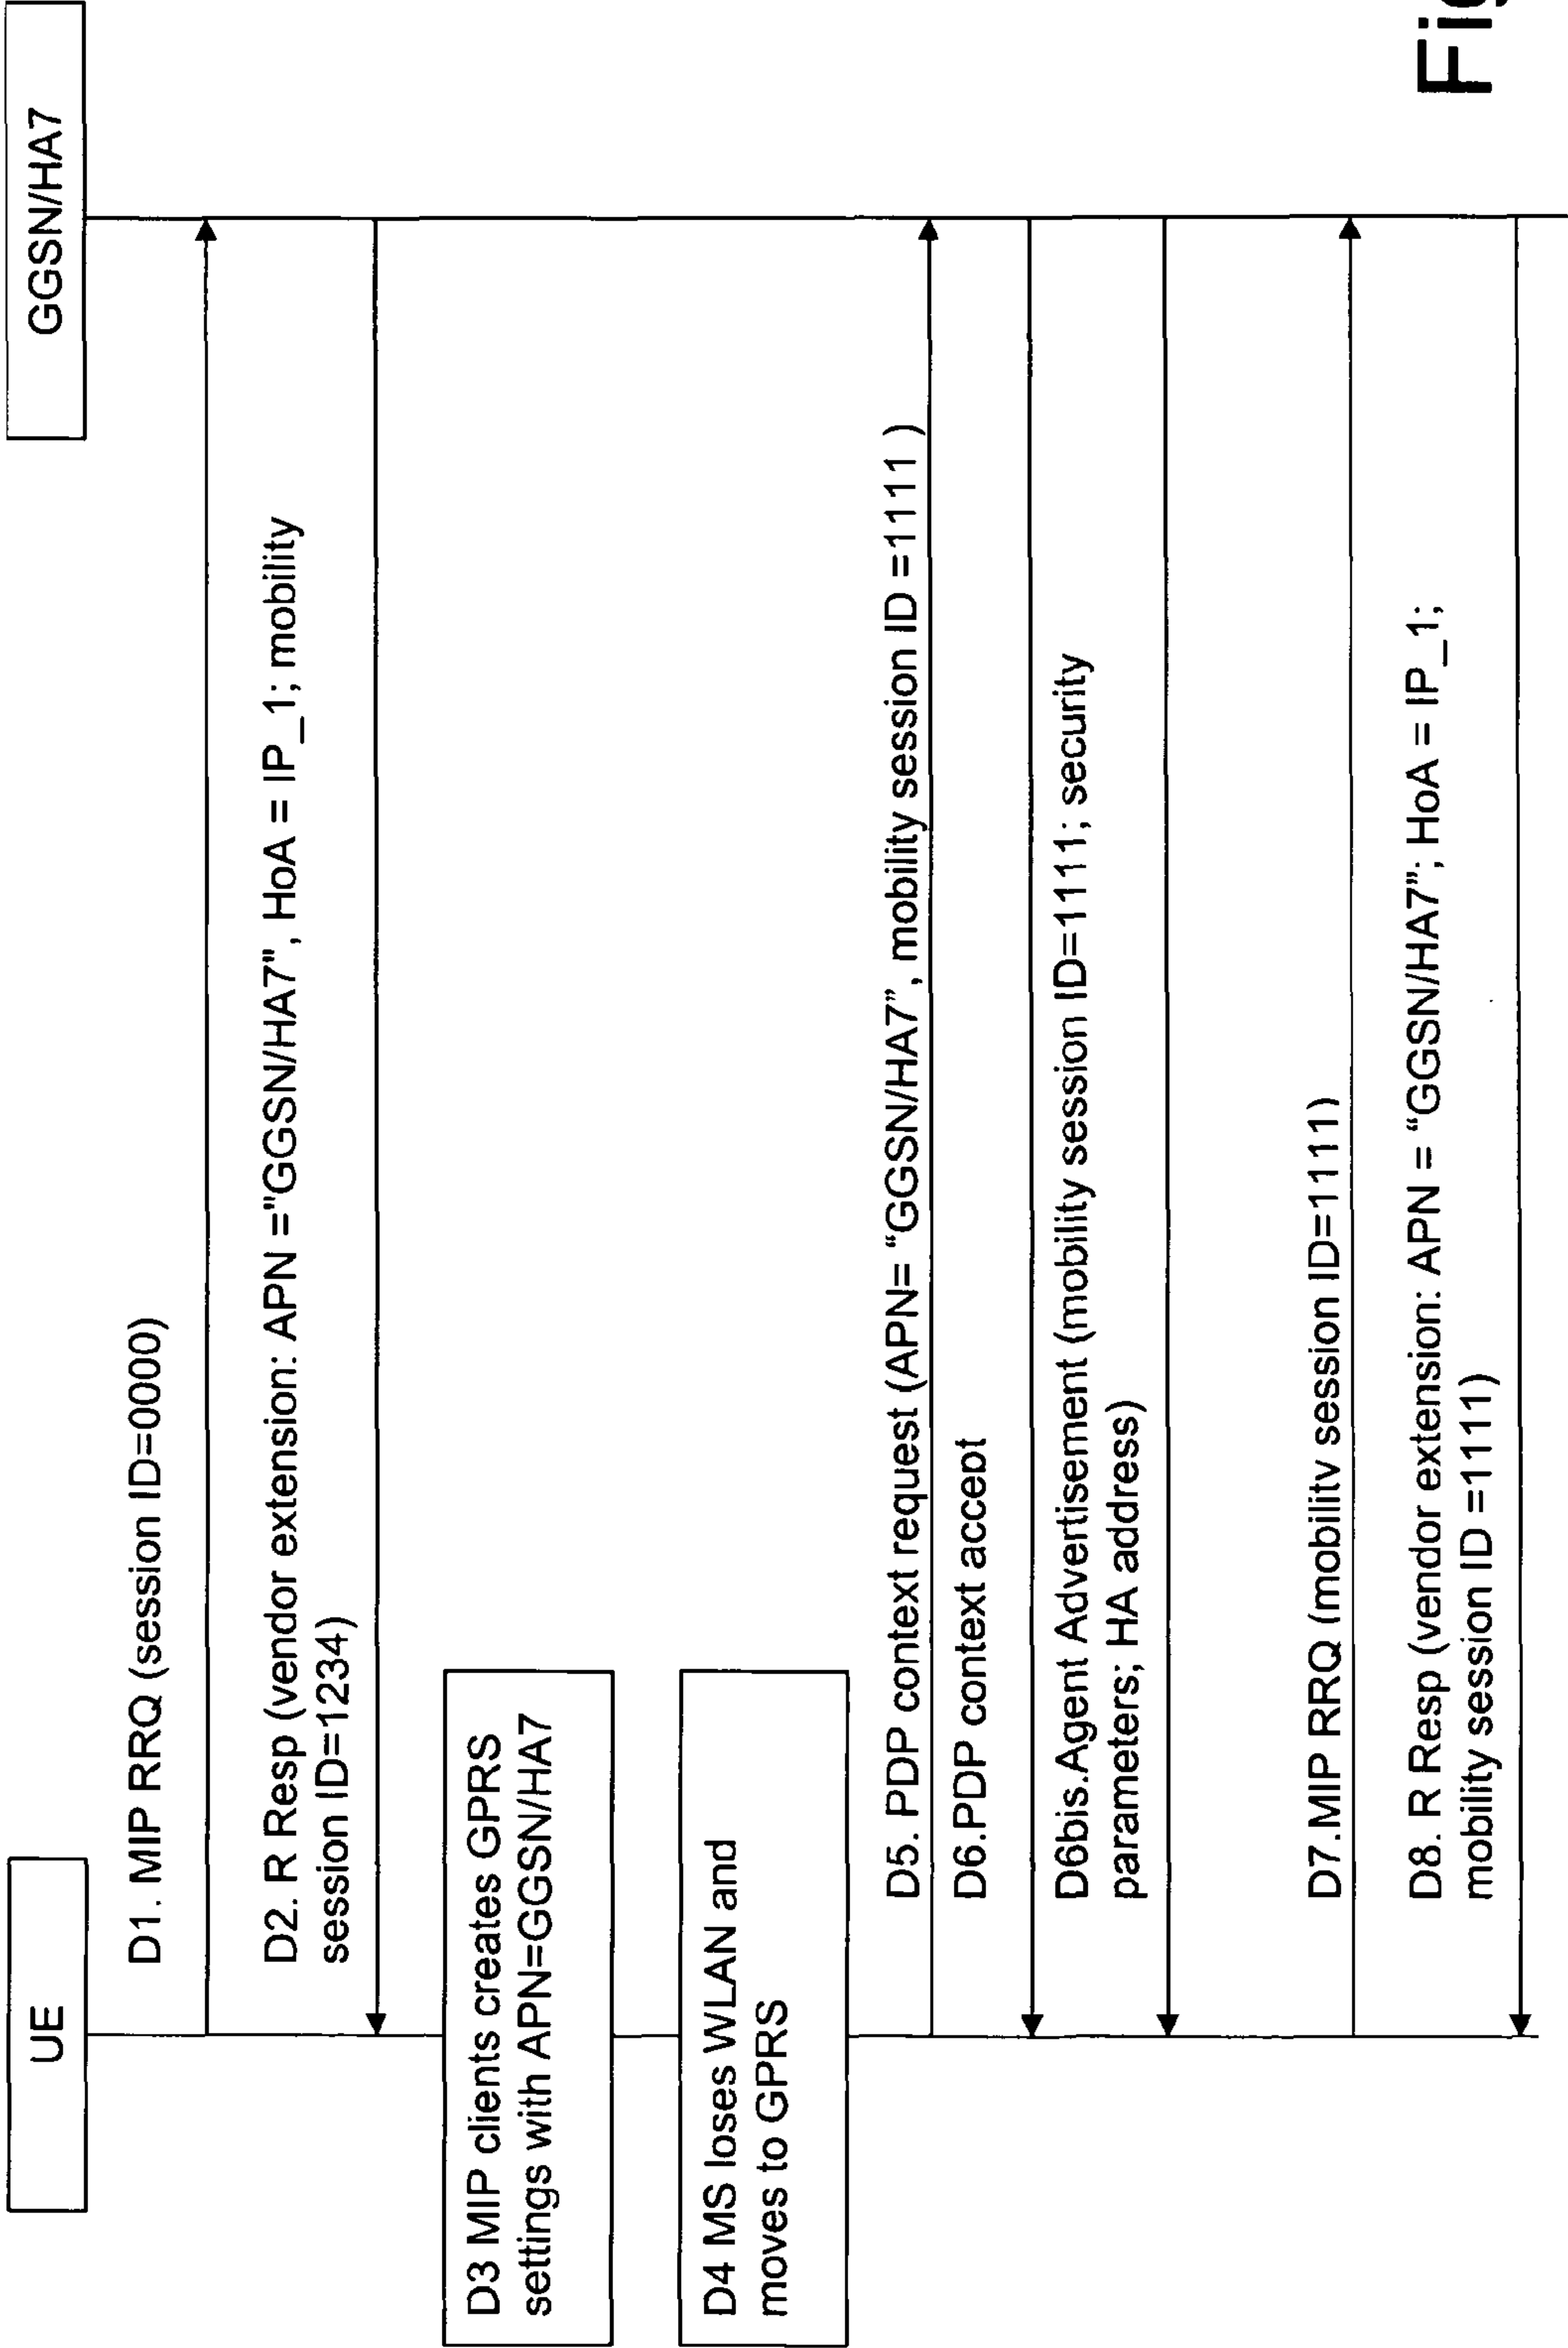 UE
GGSN/HA7
D1. MIP RRQ (session ID=0000)
D2. R Resp (vendor extension: APN ="GGSN/HA7", HoA = IP_1; mobility
session ID=1234)
D3 MIP clients creates GPRS
settings with APN=GGSN/HA7
D4 MS loses WLAN and
moves to GPRS
D5. PDP context request (APN= “GGSN/HA7”, mobility session ID =1111 )
D6.PDP context accept
D6bis.Agent Advertisement (mobility session ID=1111; security
parameters; HA address)
D7.MIP RRQ (mobility session ID=1111)
D8. R Resp (vendor extension: APN = “GGSN/HA7”; HoA = IP_1;
mobility session ID =1111)